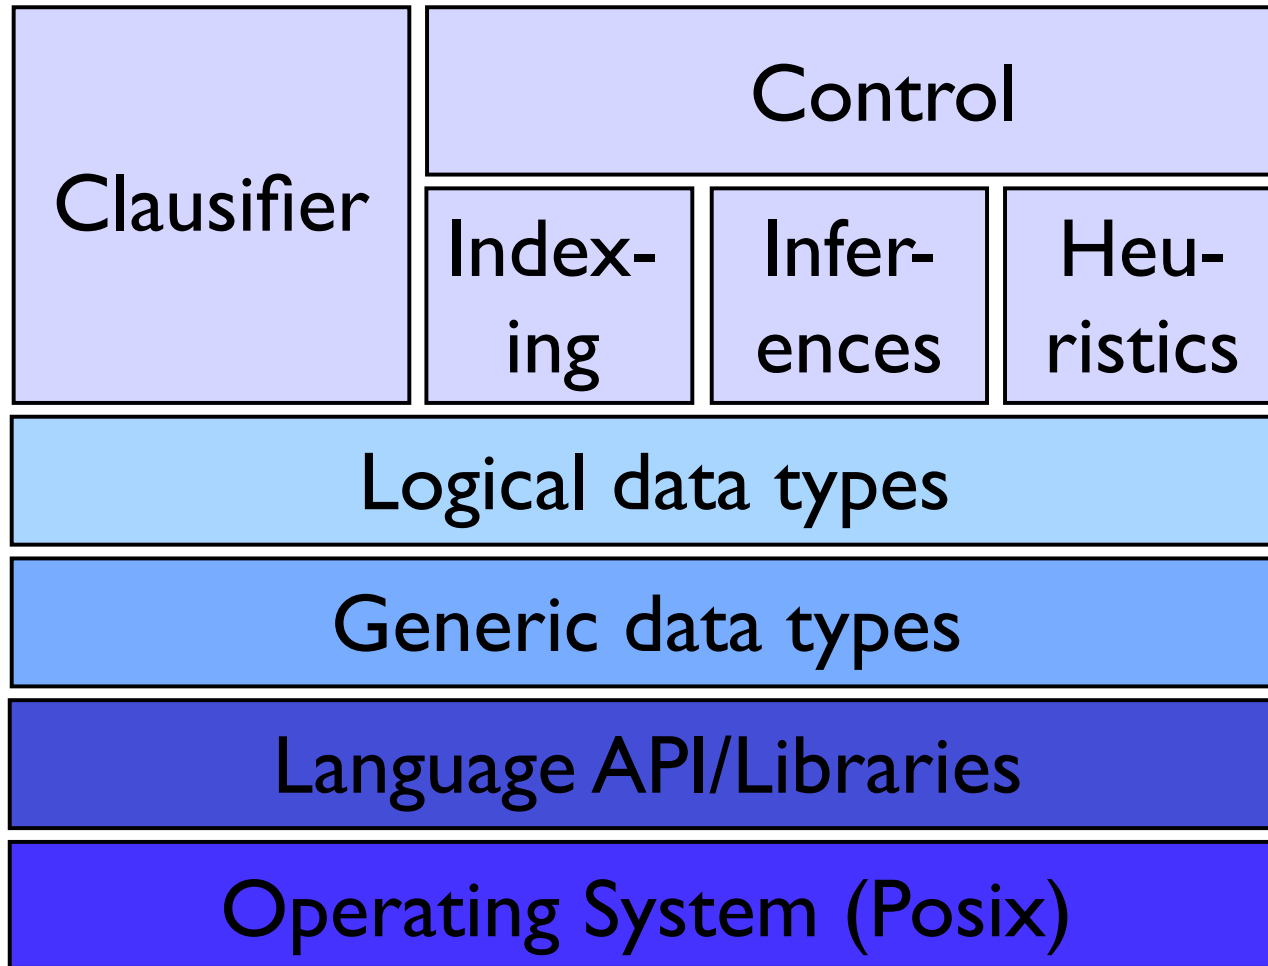 Clausifier
Control
Index-
ing
Infer-
ences
Heu-
ristics
Logical data types
Generic data types
Language API/Libraries
Operating System (Posix)